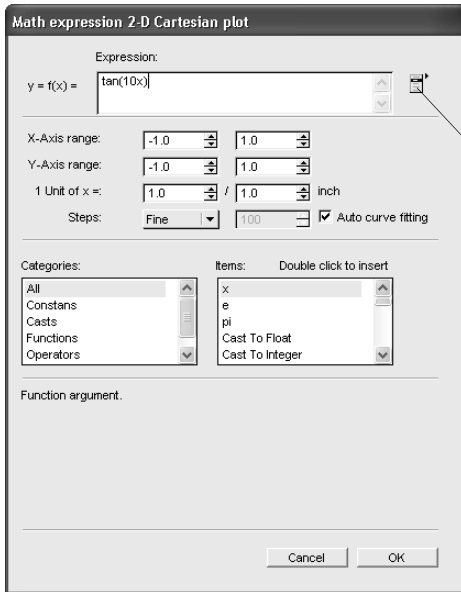 Math expression 2-D Cartesian plot
Expression:
y = f(x) = tan(10x)
X-Axis range: -1.0 1.0
Y-Axis range: -1.0 1.0
1 Unit of x =: 1.0 / 1.0 inch
Steps: Fine 100 Auto curve fitting
Categories: Items: Double click to insert
All x
Constans e
Casts pi
Functions Cast To Float
Operators Cast To Integer
Function argument.
Cancel OK